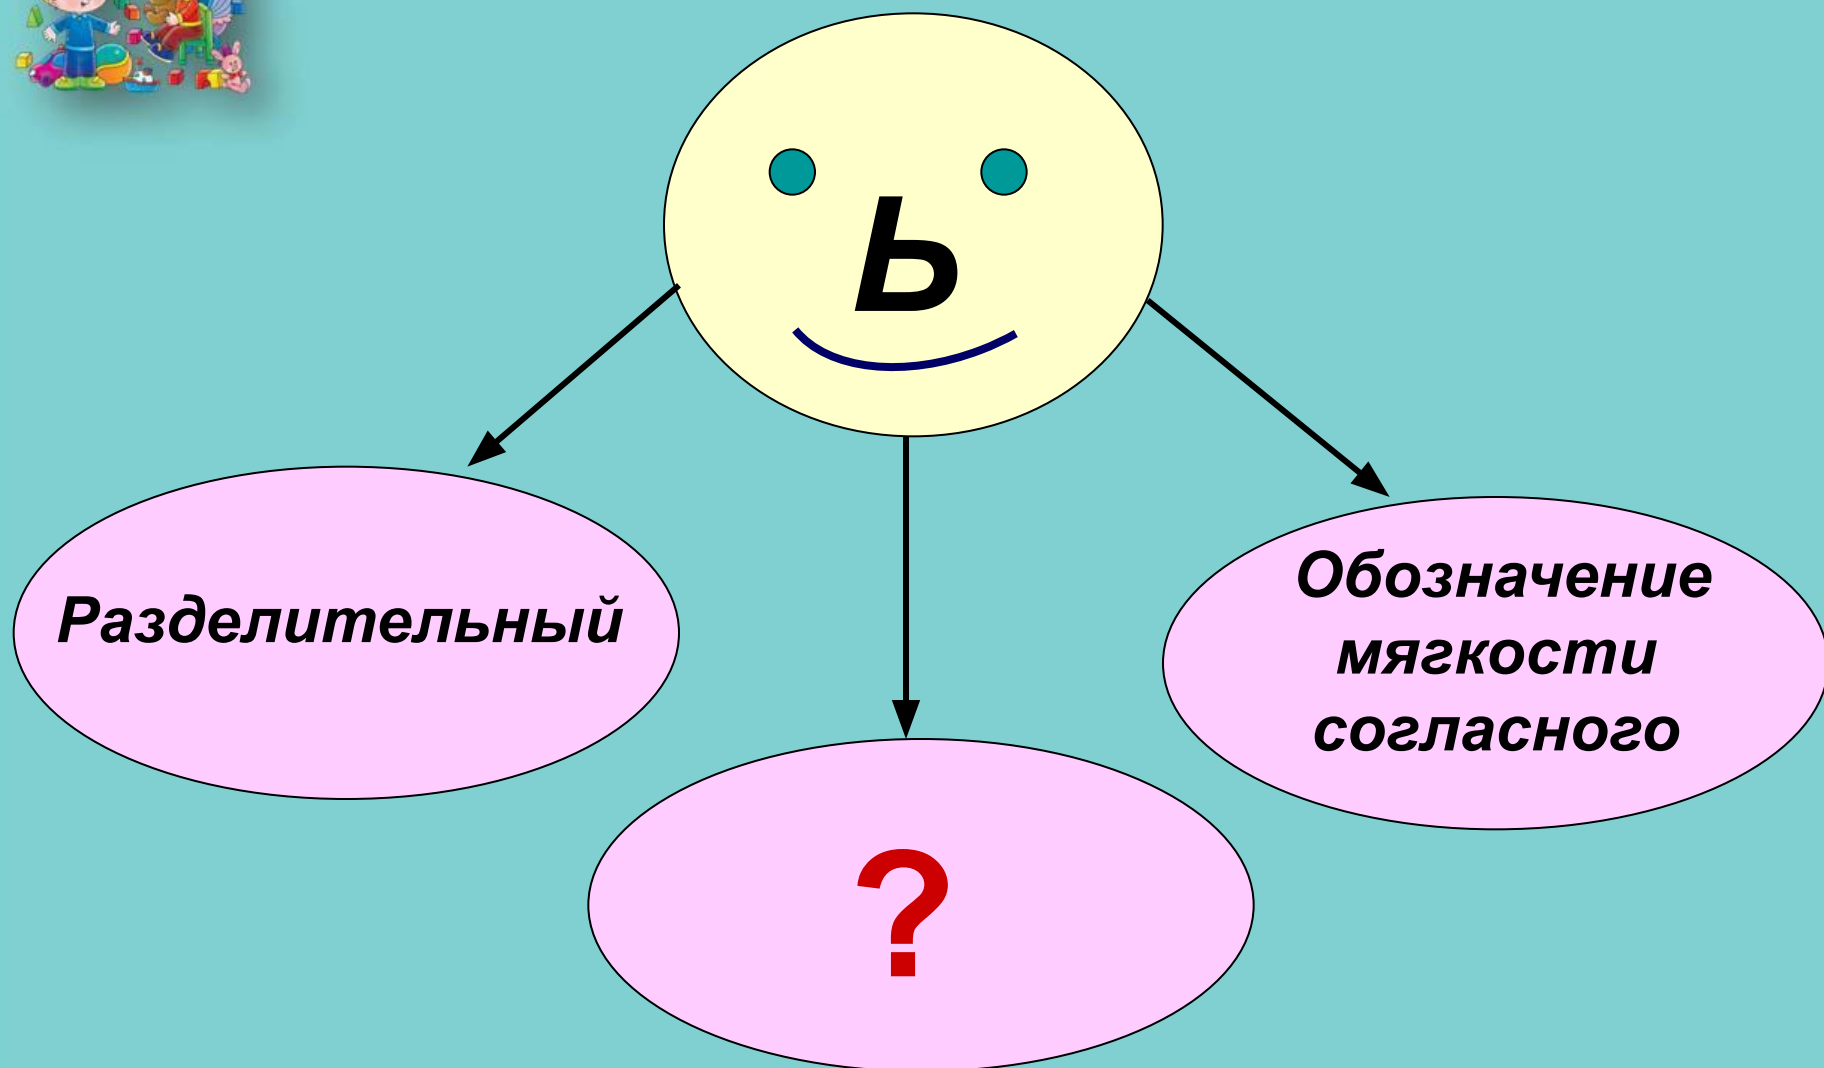 Ь
Разделительный
Обозначение
мягкости
согласного
?